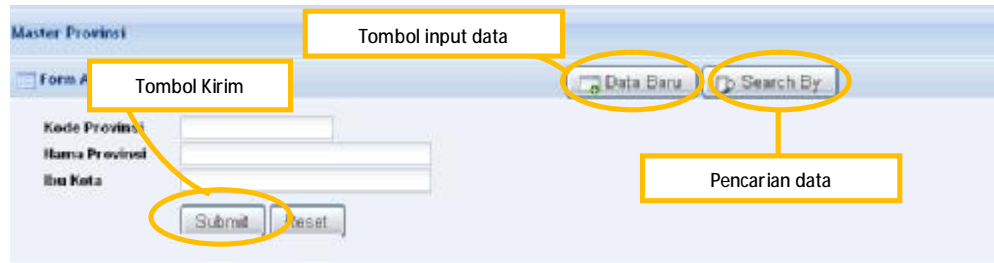 Master Provinsi
Tombol input data
Form A
Tombol Kirim
Data Baru
Search By
Kode Provinsi
Nama Provinsi
Ibu Kota
Pencarian data
Submit
Reset